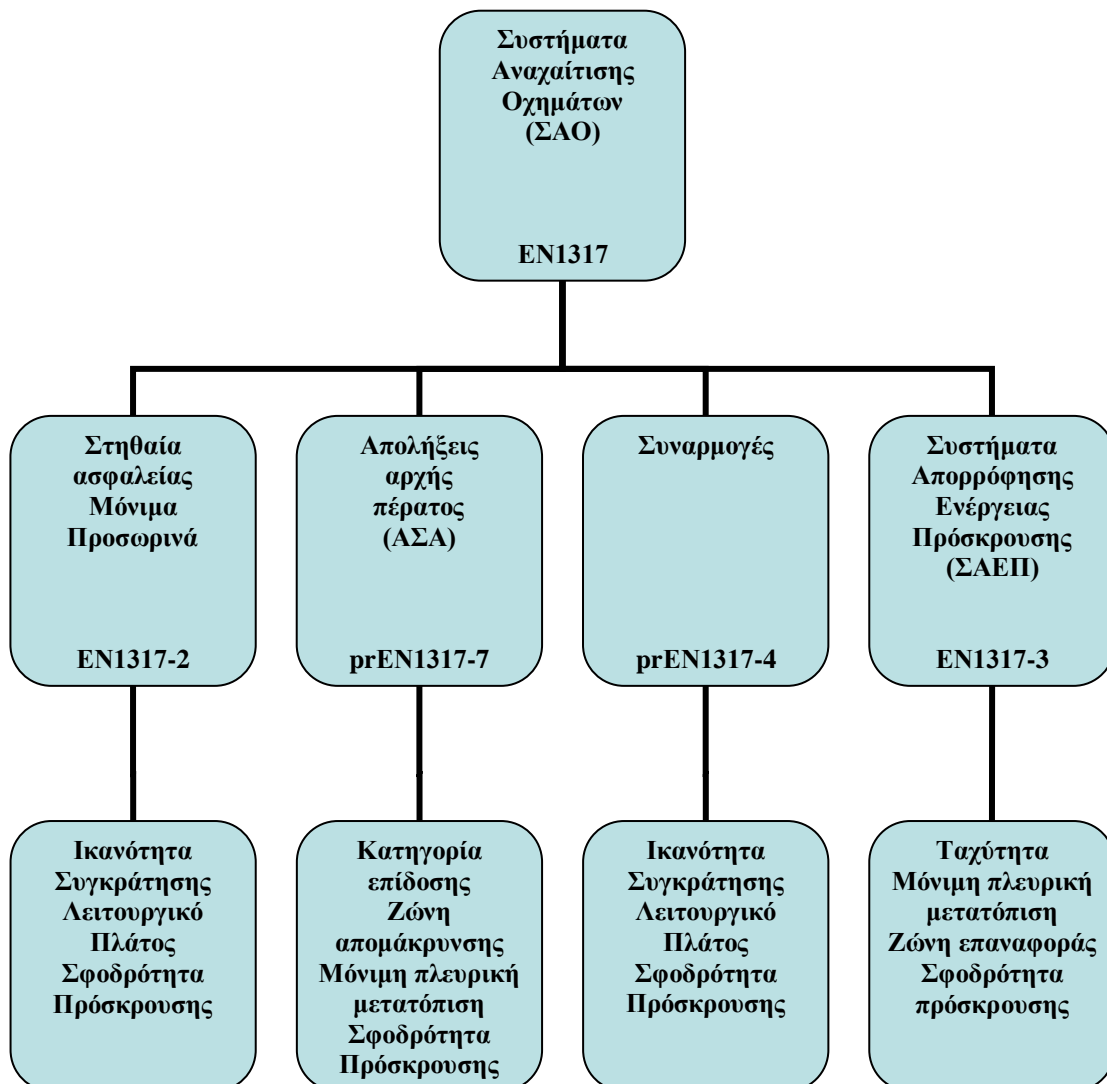 Συστήματα
Αναχαίτισης
Οχημάτων
(ΣΑΟ)
EN1317
Στηθαία
ασφαλείας
Μόνιμα
Προσωρινά
EN1317-2
Απολήξεις
αρχής
πέρατος
(ΑΣΑ)
prEN1317-7
Συναρμογές
prEN1317-4
Συστήματα
Απορρόφησης
Ενέργειας
Πρόσκρουσης
(ΣΑΕΠ)
EN1317-3
Ικανότητα
Συγκράτησης
Λειτουργικό
Πλάτος
Σφοδρότητα
Πρόσκρουσης
Κατηγορία
επίδοσης
Ζώνη
απομάκρυνσης
Μόνιμη πλευρική
μετατόπιση
Σφοδρότητα
Πρόσκρουσης
Ικανότητα
Συγκράτησης
Λειτουργικό
Πλάτος
Σφοδρότητα
Πρόσκρουσης
Ταχύτητα
Μόνιμη πλευρική
μετατόπιση
Ζώνη επαναφοράς
Σφοδρότητα
πρόσκρουσης